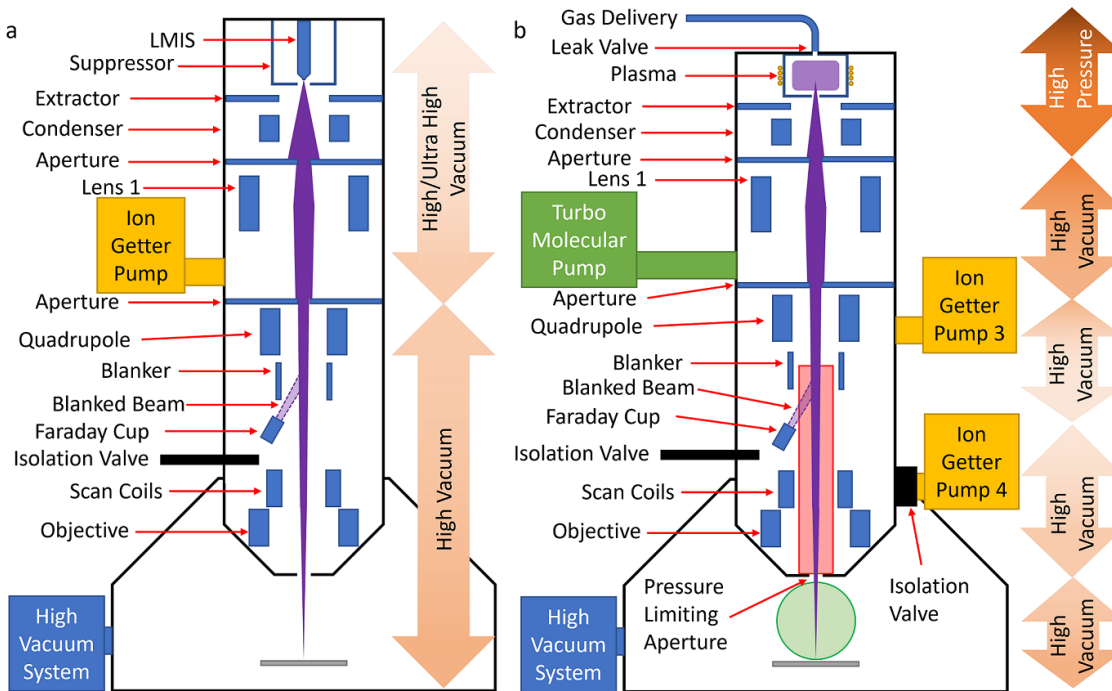 a
LMIS
Suppressor
Extractor
Condenser
Aperture
Lens 1
Ion
Getter
Pump
Aperture
Quadrupole
Blanker
Blanked Beam
Faraday Cup
Isolation Valve
Scan Coils
Objective
High
Vacuum
System
High/Ultra High
Vacuum
High Vacuum
b
Gas Delivery
Leak Valve
Plasma
Extractor
Condenser
Aperture
Lens 1
Turbo
Molecular
Pump
Aperture
Quadrupole
Blanker
Blanked Beam
Faraday Cup
Isolation Valve
Scan Coils
Objective
Pressure
Limiting
Aperture
High
Vacuum
System
Ion
Getter
Pump 3
Ion
Getter
Pump 4
Isolation
Valve
High
Pressure
High
Vacuum
High
Vacuum
High
Vacuum
High
Vacuum